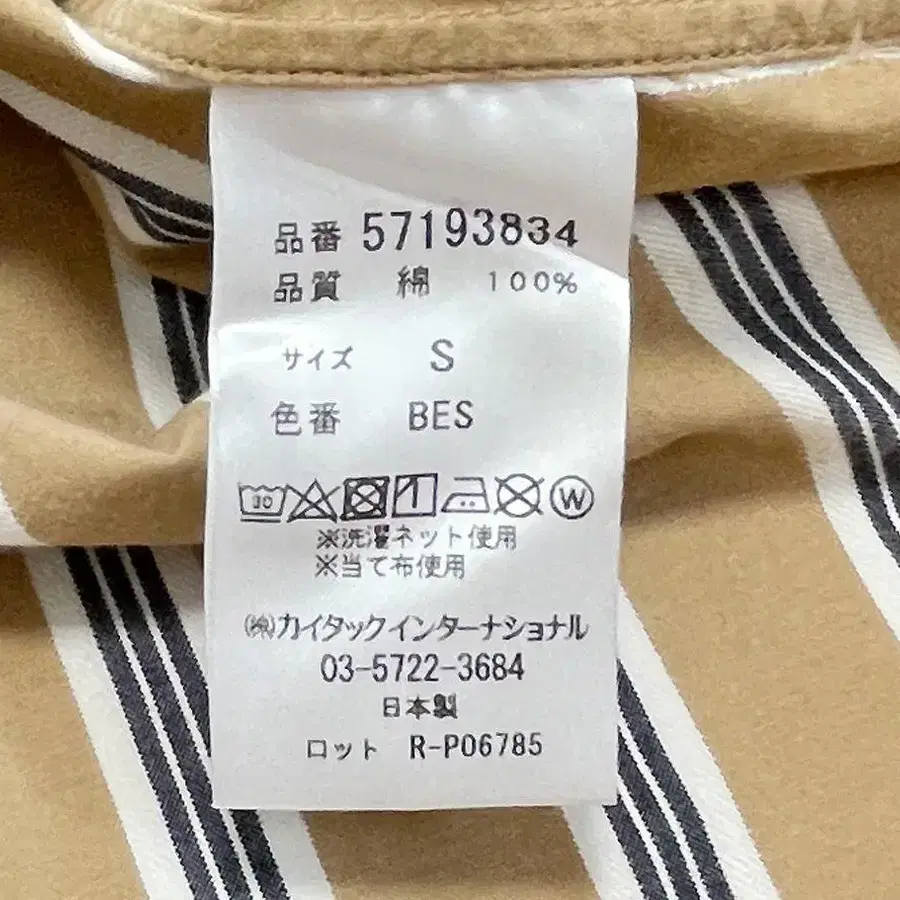 品番 57193834
品質 綿 100%
サイズ S
色番 BES
30 W
※洗濯ネット使用
※当て布使用
㈱カイタックインターナショナル
03-5722-3684
日本製
ロット R-P06785